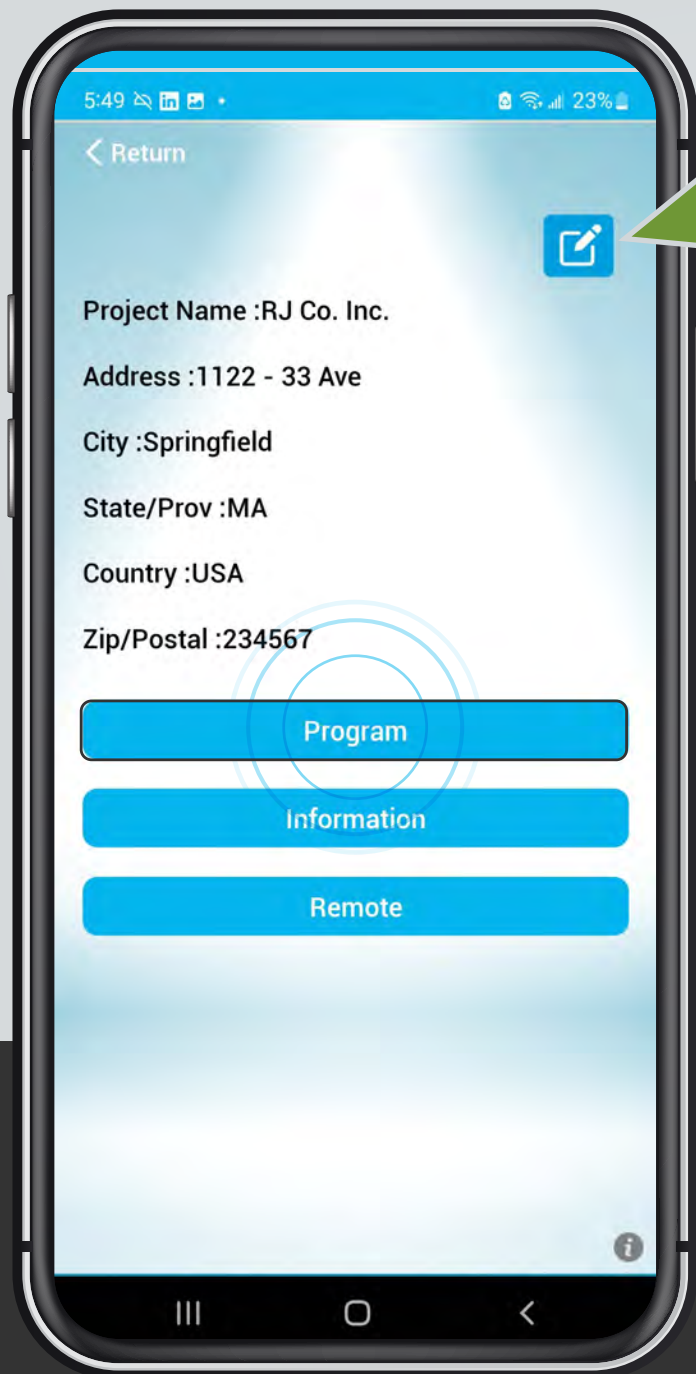 5:49 in 23%
Return
Project Name :RJ Co. Inc.
Address :1122 - 33 Ave
City :Springfield
State/Prov :MA
Country :USA
Zip/Postal :234567
Program
Information
Remote
i